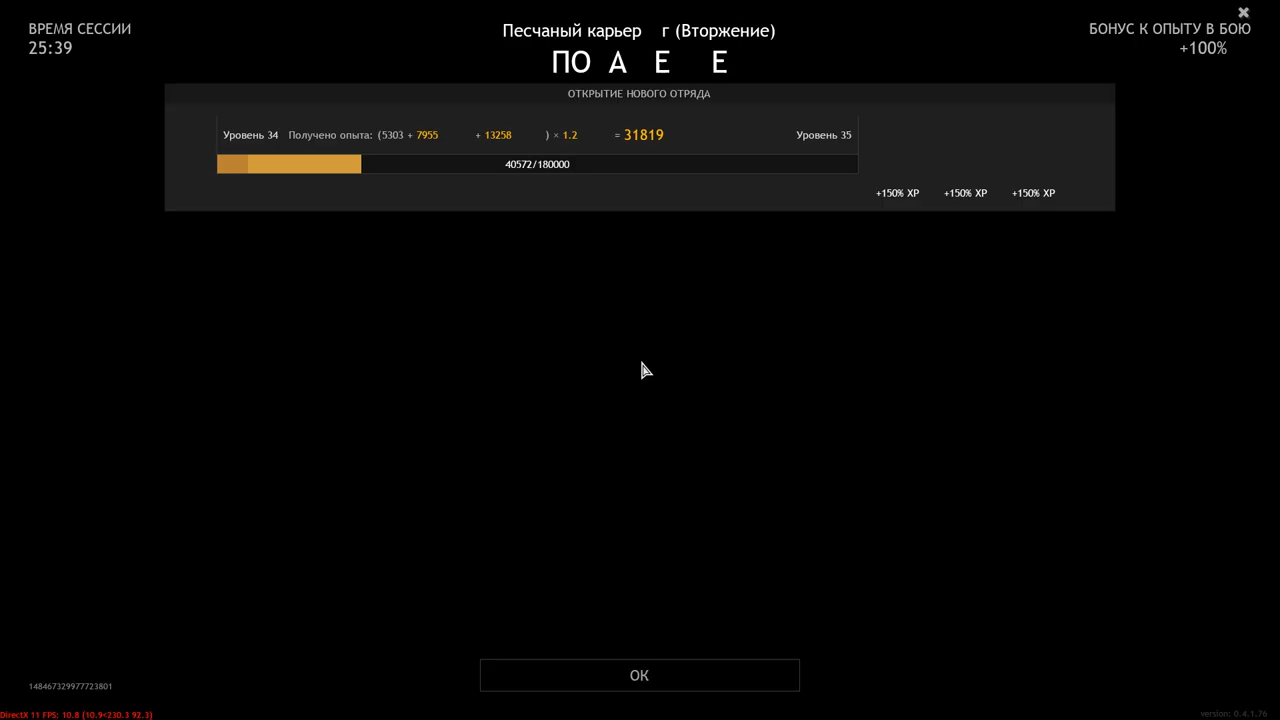 ВРЕМЯ СЕССИИ
25:39
Песчаный карьер г (Вторжение)
ПО А Е Е
БОНУС К ОПЫТУ В БОЮ
+100%
ОТКРЫТИЕ НОВОГО ОТРЯДА
Уровень 34 Получено опыта: (5303 + 7955 + 13258 ) × 1.2 = 31819 Уровень 35
40572/180000
+150% XP +150% XP +150% XP
OK
148467329977723801
DirectX 11 FPS: 10.8 (10.9<230.3 92.3)
version: 0.4.1.76